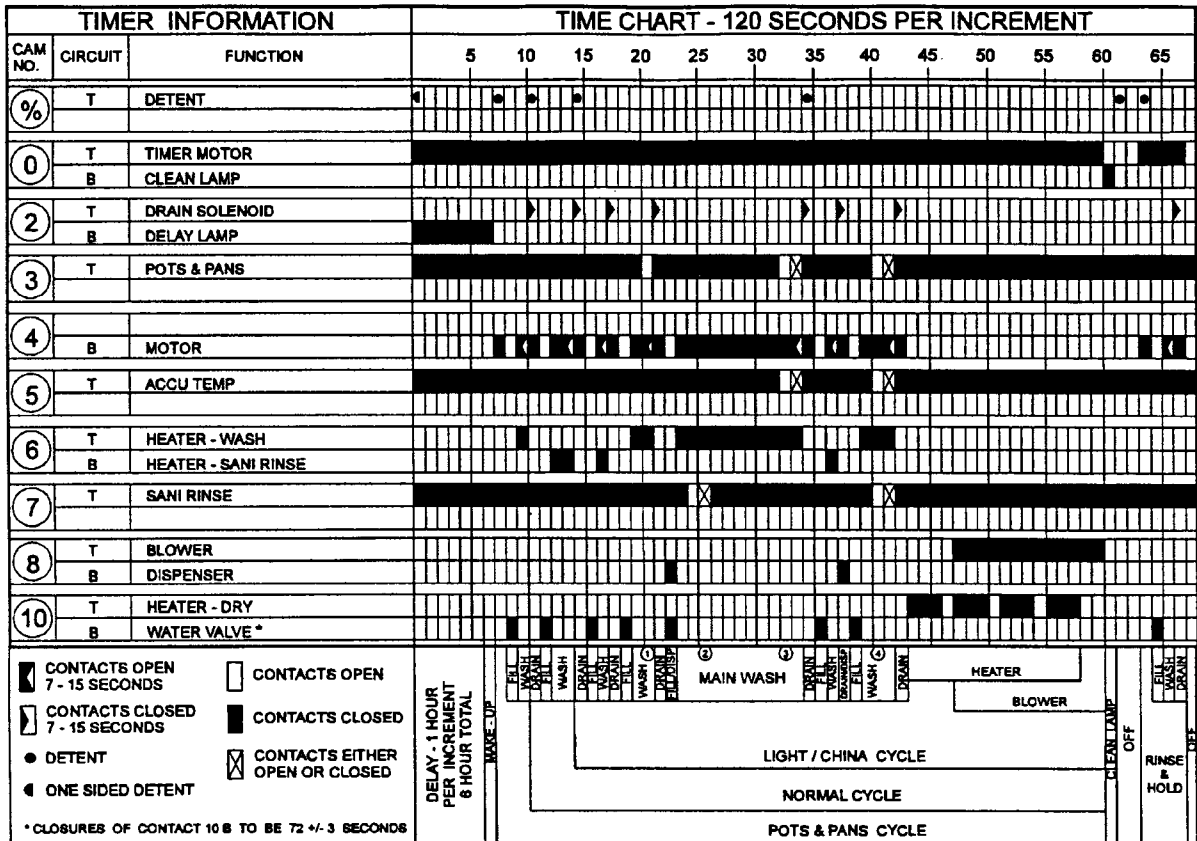 TIMER INFORMATION
TIME CHART - 120 SECONDS PER INCREMENT
CAM NO. CIRCUIT FUNCTION 5 10 15 20 25 30 35 40 45 50 55 60 65
% T DETENT
0 T TIMER MOTOR
B CLEAN LAMP
2 T DRAIN SOLENOID
B DELAY LAMP
3 T POTS & PANS
4
B MOTOR
5 T ACCU TEMP
6 T HEATER - WASH
B HEATER - SANI RINSE
7 T SANI RINSE
8 T BLOWER
B DISPENSER
10 T HEATER - DRY
B WATER VALVE *
CONTACTS OPEN
7 - 15 SECONDS
CONTACTS OPEN
CONTACTS CLOSED
7 - 15 SECONDS
CONTACTS CLOSED
DETENT
CONTACTS EITHER
OPEN OR CLOSED
ONE SIDED DETENT
* CLOSURES OF CONTACT 10 B TO BE 72 +/- 3 SECONDS
DELAY - 1 HOUR
PER INCREMENT
6 HOUR TOTAL
MAKE - UP
FILL
WASH
DRAIN
FILL
WASH
DRAIN
FILL
WASH
DRAIN
FILL
WASH 1
DRAIN
FILL/DISP
2
MAIN WASH
3
DRAIN
FILL
WASH
DRAIN/DISP
FILL
WASH 4
DRAIN
HEATER
BLOWER
LIGHT / CHINA CYCLE
NORMAL CYCLE
POTS & PANS CYCLE
CLEAN LAMP
OFF
FILL
WASH
DRAIN
RINSE
&
HOLD
OFF